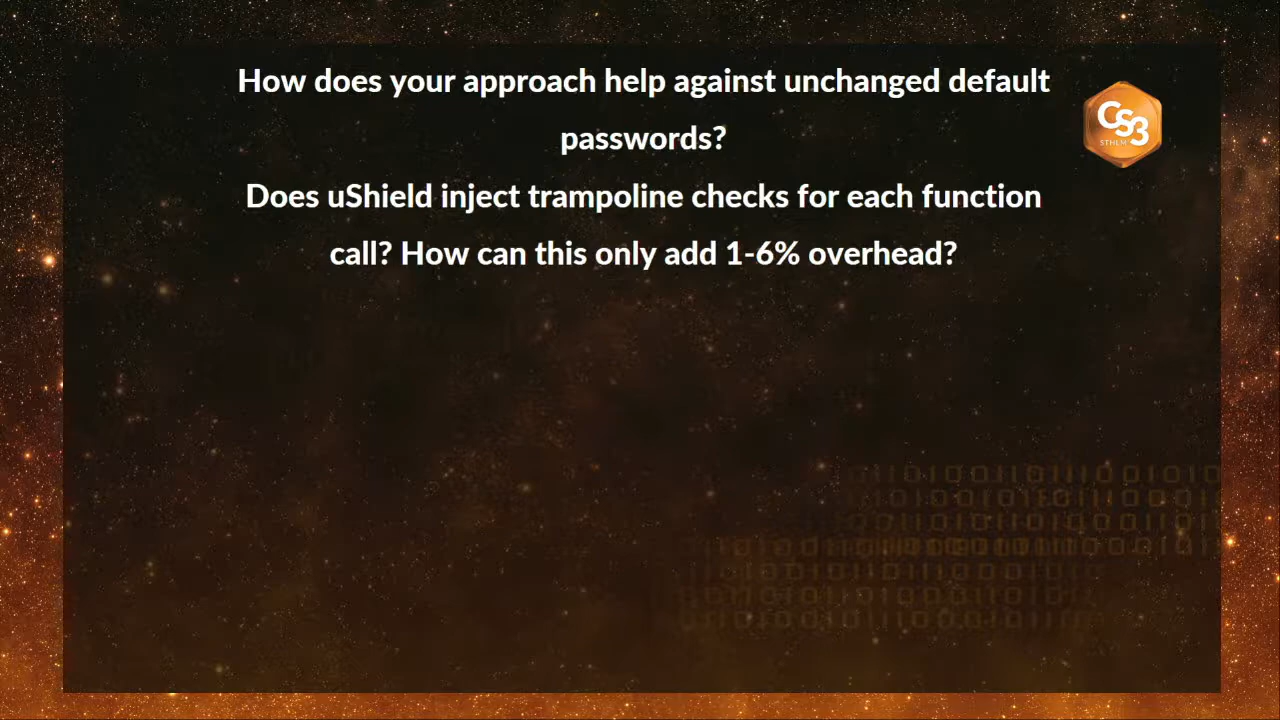 How does your approach help against unchanged default
passwords?
Does uShield inject trampoline checks for each function
call? How can this only add 1-6% overhead?
CS3
STHLM